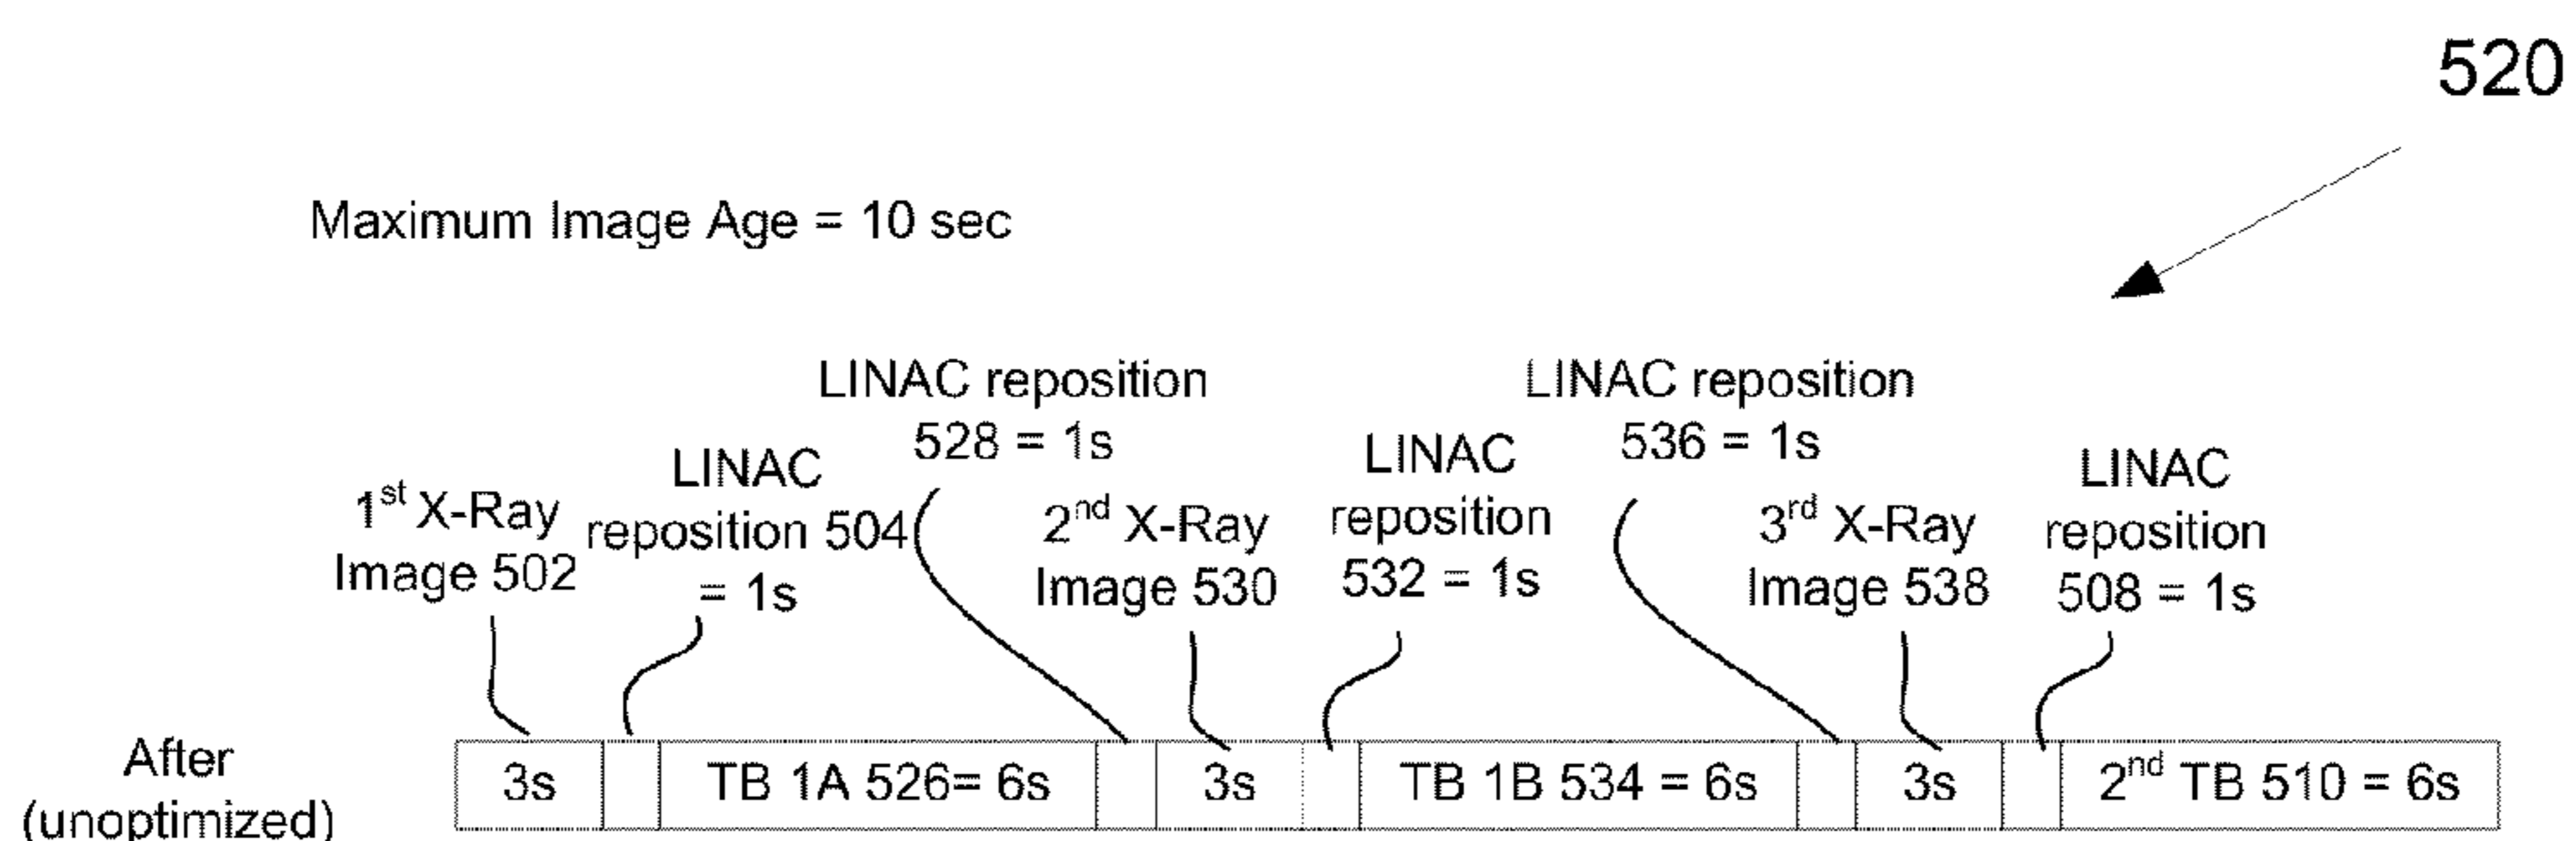 520
Maximum Image Age = 10 sec
LINAC reposition
528 = 1s
LINAC reposition
536 = 1s
1st X-Ray
Image 502
LINAC
reposition 504
= 1s
2nd X-Ray
Image 530
LINAC
reposition
532 = 1s
3rd X-Ray
Image 538
LINAC
reposition
508 = 1s
After
(unoptimized)
3s
TB 1A 526= 6s
3s
TB 1B 534 = 6s
3s
2nd TB 510 = 6s